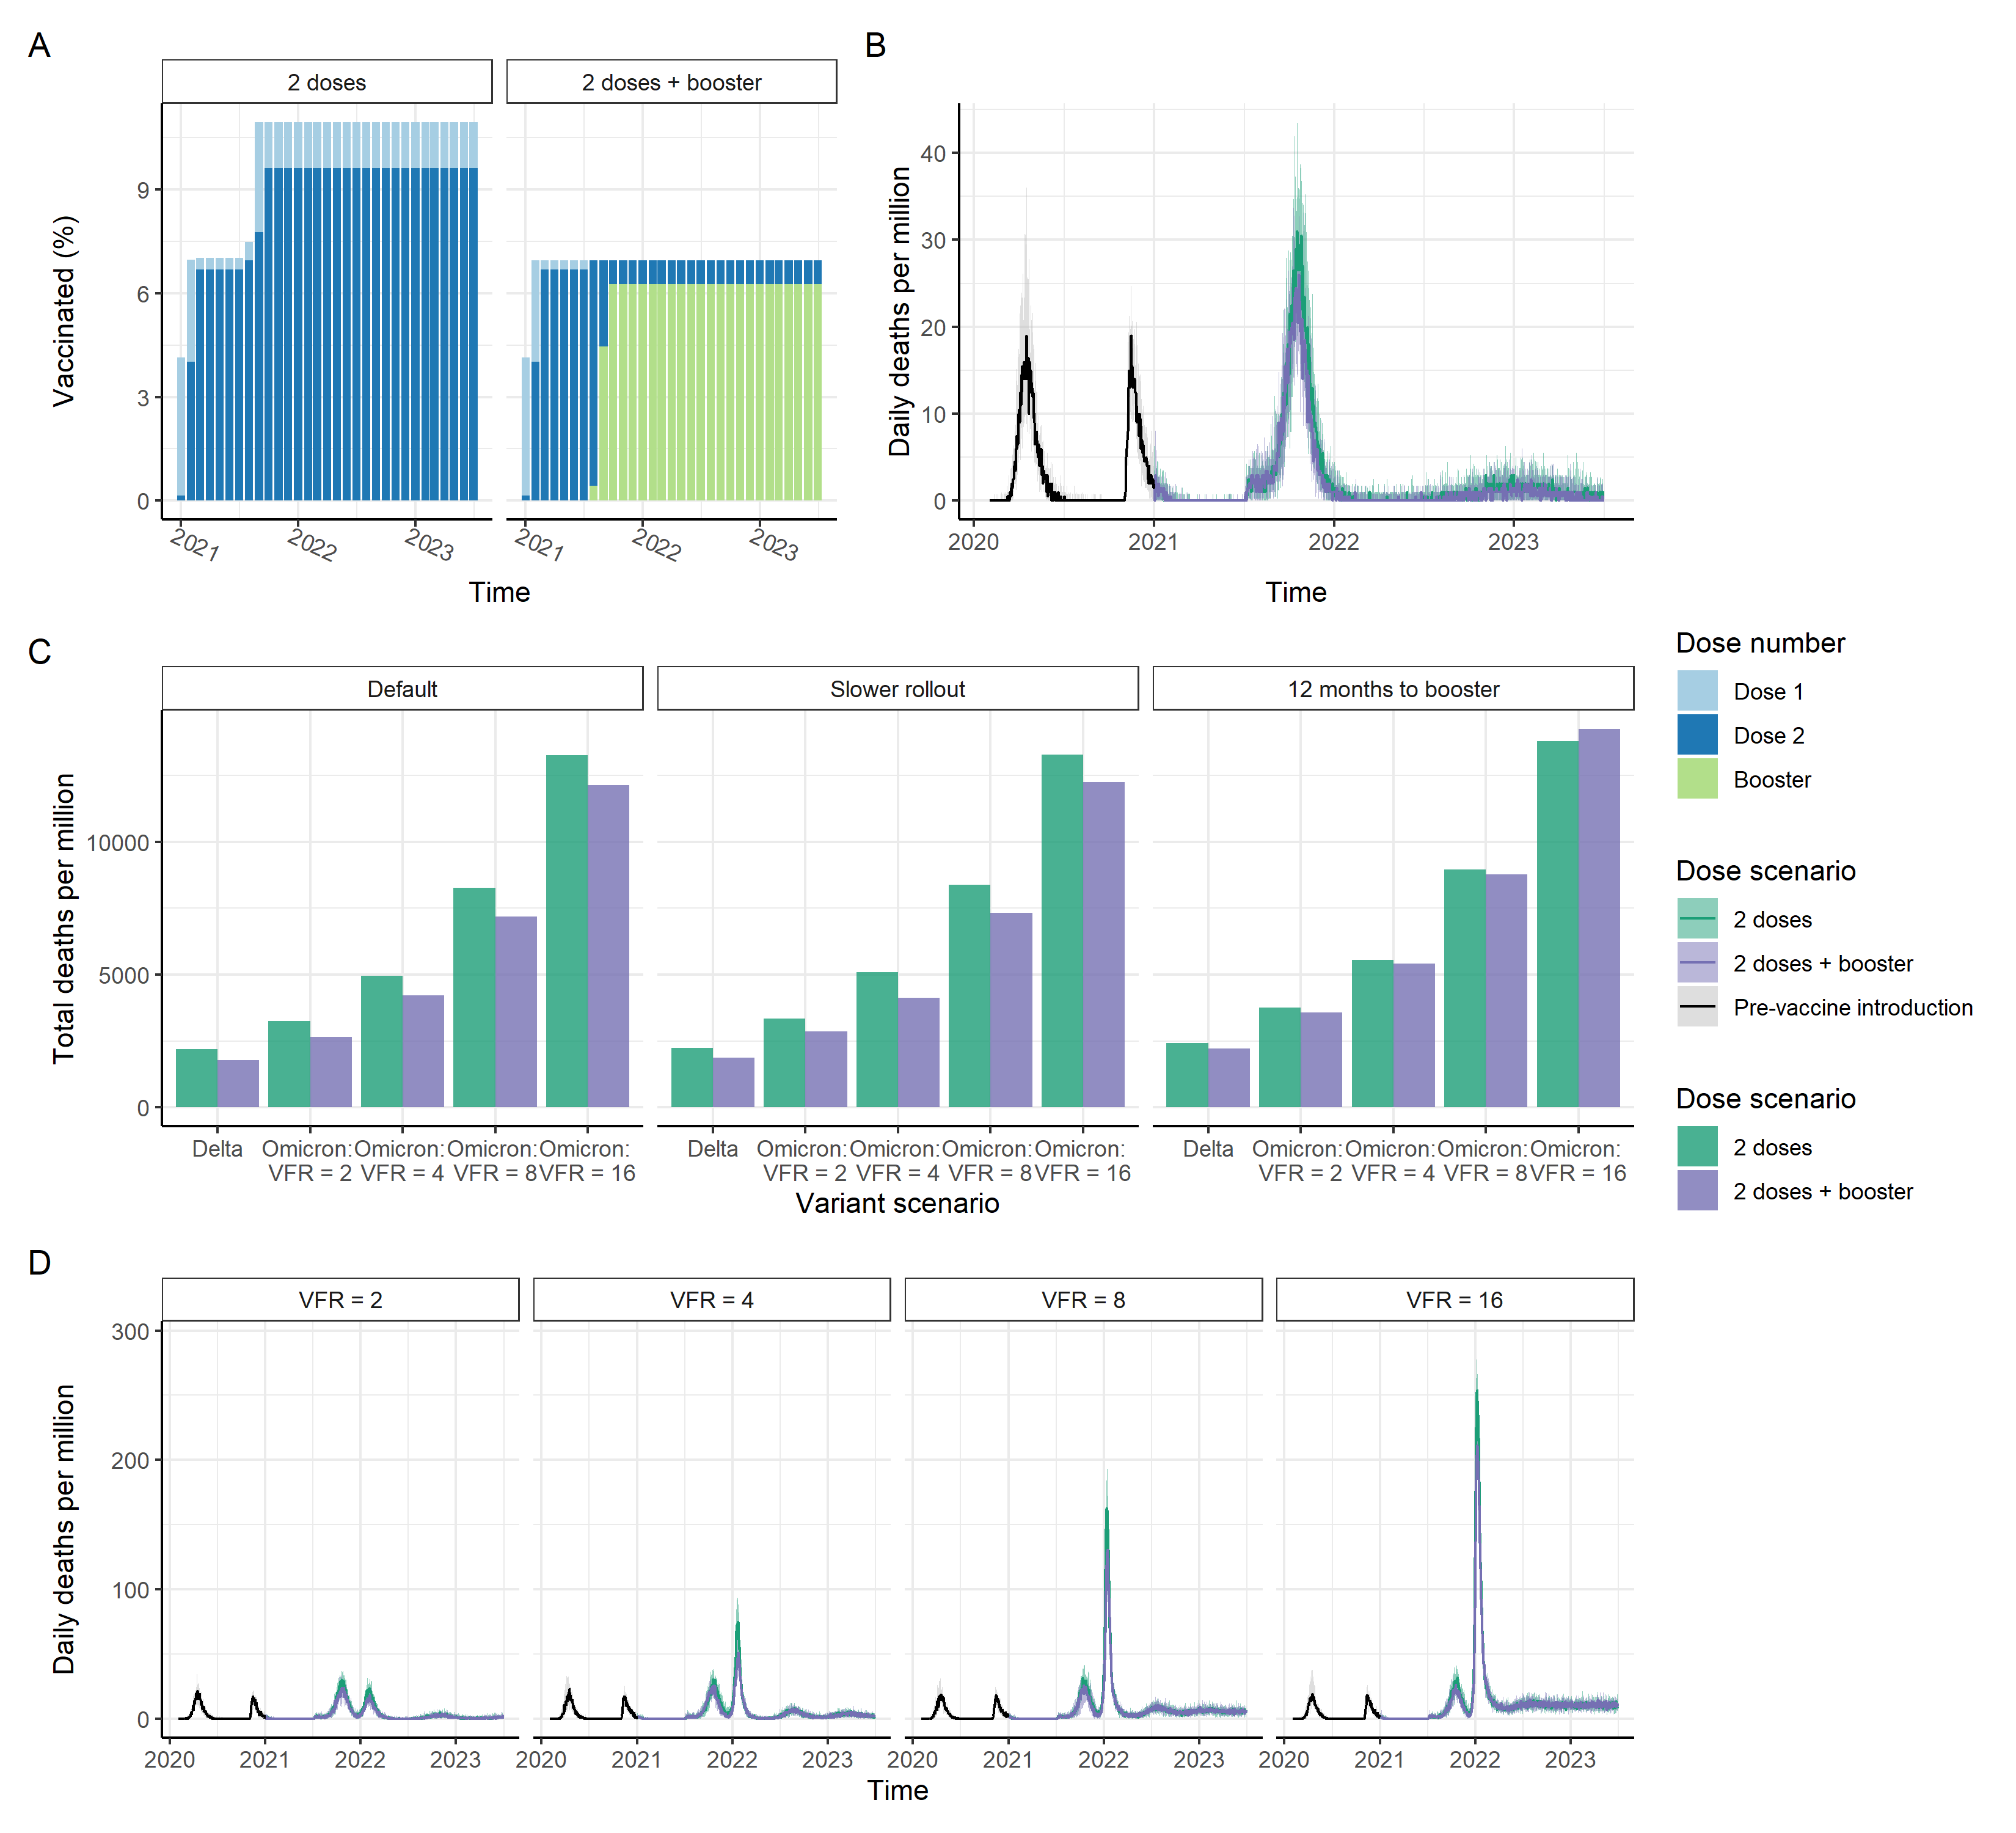 A
2 doses
2 doses + booster
Vaccinated (%)
9
6
3
0
2021
2022
2023
2021
2022
2023
Time
B
Daily deaths per million
40
30
20
10
0
2020
2021
2022
2023
Time
C
Default
Slower rollout
12 months to booster
Total deaths per million
10000
5000
0
Delta
Omicron:
VFR = 2
Omicron:
VFR = 4
Omicron:
VFR = 8
Omicron:
VFR = 16
Delta
Omicron:
VFR = 2
Omicron:
VFR = 4
Omicron:
VFR = 8
Omicron:
VFR = 16
Delta
Omicron:
VFR = 2
Omicron:
VFR = 4
Omicron:
VFR = 8
Omicron:
VFR = 16
Variant scenario
Dose number
Dose 1
Dose 2
Booster
Dose scenario
2 doses
2 doses + booster
Pre-vaccine introduction
Dose scenario
2 doses
2 doses + booster
D
VFR = 2
VFR = 4
VFR = 8
VFR = 16
Daily deaths per million
300
200
100
0
2020
2021
2022
2023
2020
2021
2022
2023
2020
2021
2022
2023
2020
2021
2022
2023
Time